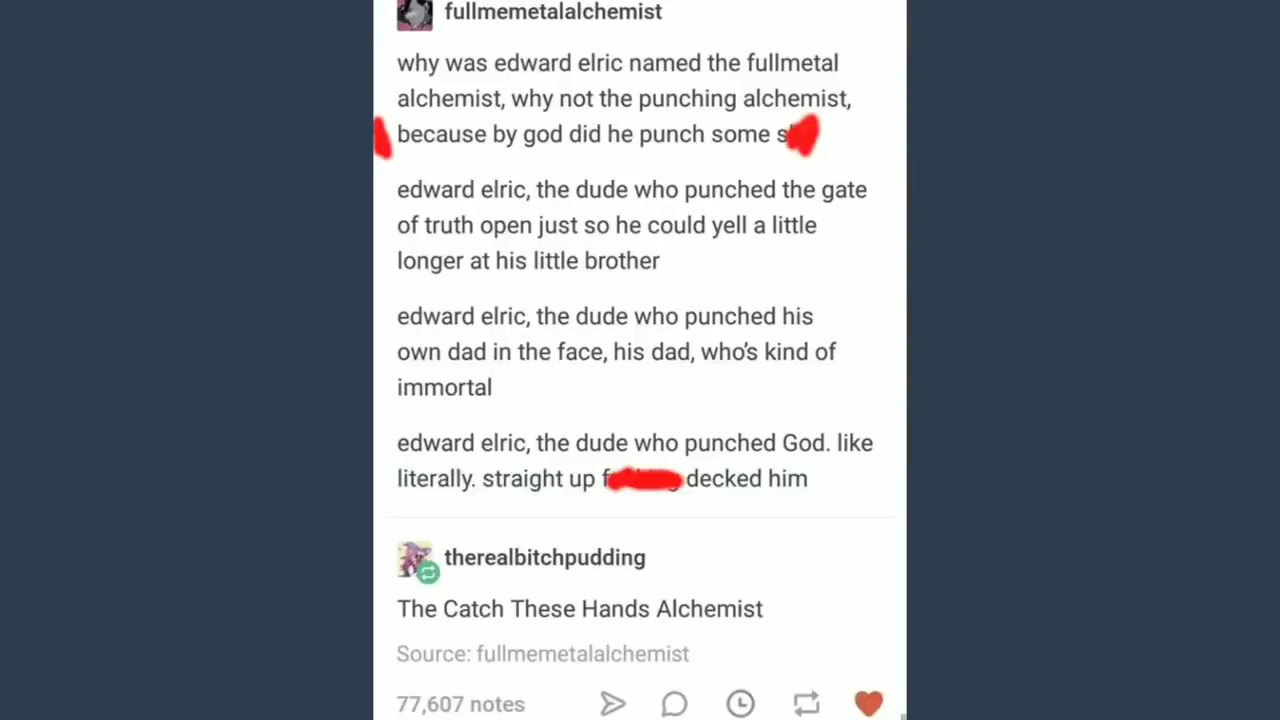 fullmemetalalchemist
why was edward elric named the fullmetal
alchemist, why not the punching alchemist,
because by god did he punch some
edward elric, the dude who punched the gate
of truth open just so he could yell a little
longer at his little brother
edward elric, the dude who punched his
own dad in the face, his dad, who's kind of
immortal
edward elric, the dude who punched God. like
literally. straight up decked him
therealbitchpudding
The Catch These Hands Alchemist
Source: fullmemetalalchemist
77,607 notes